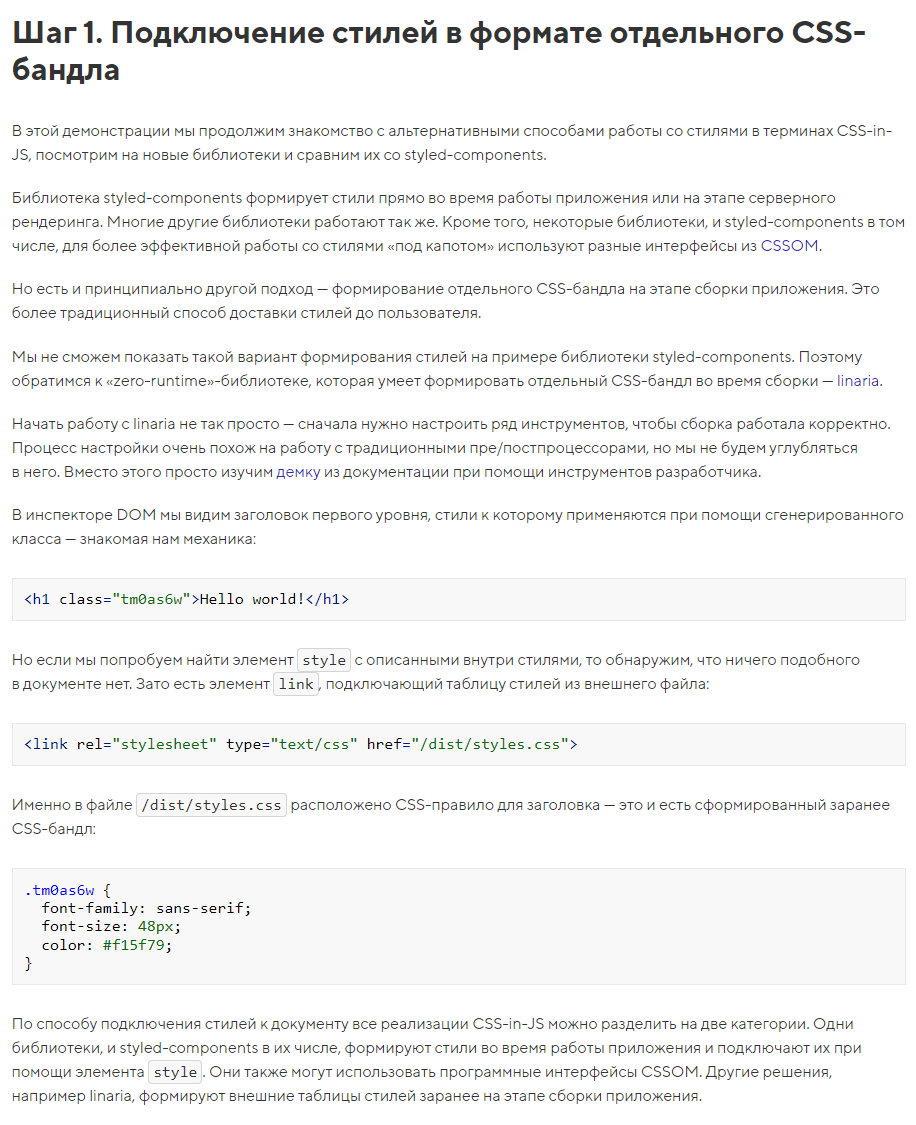 Шаг 1. Подключение стилей в формате отдельного CSS-
бандла
В этой демонстрации мы продолжим знакомство с альтернативными способами работы со стилями в терминах CSS-in-
JS, посмотрим на новые библиотеки и сравним их со styled-components.
Библиотека styled-components формирует стили прямо во время работы приложения или на этапе серверного
рендеринга. Многие другие библиотеки работают так же. Кроме того, некоторые библиотеки, и styled-components в том
числе, для более эффективной работы со стилями «под капотом» используют разные интерфейсы из CSSOM.
Но есть и принципиально другой подход — формирование отдельного CSS-бандла на этапе сборки приложения. Это
более традиционный способ доставки стилей до пользователя.
Мы не сможем показать такой вариант формирования стилей на примере библиотеки styled-components. Поэтому
обратимся к «zero-runtime»-библиотеке, которая умеет формировать отдельный CSS-бандл во время сборки — linaria.
Начать работу с linaria не так просто — сначала нужно настроить ряд инструментов, чтобы сборка работала корректно.
Процесс настройки очень похож на работу с традиционными пре/постпроцессорами, но мы не будем углубляться
в него. Вместо этого просто изучим демку из документации при помощи инструментов разработчика.
В инспекторе DOM мы видим заголовок первого уровня, стили к которому применяются при помощи сгенерированного
класса — знакомая нам механика:
<h1 class="tm0as6w">Hello world!</h1>
Но если мы попробуем найти элемент style с описанными внутри стилями, то обнаружим, что ничего подобного
в документе нет. Зато есть элемент link, подключающий таблицу стилей из внешнего файла:
<link rel="stylesheet" type="text/css" href="/dist/styles.css">
Именно в файле /dist/styles.css расположено CSS-правило для заголовка — это и есть сформированный заранее
CSS-бандл:
.tm0as6w {
  font-family: sans-serif;
  font-size: 48px;
  color: #f15f79;
}
По способу подключения стилей к документу все реализации CSS-in-JS можно разделить на две категории. Одни
библиотеки, и styled-components в их числе, формируют стили во время работы приложения и подключают их при
помощи элемента style. Они также могут использовать программные интерфейсы CSSOM. Другие решения,
например linaria, формируют внешние таблицы стилей заранее на этапе сборки приложения.